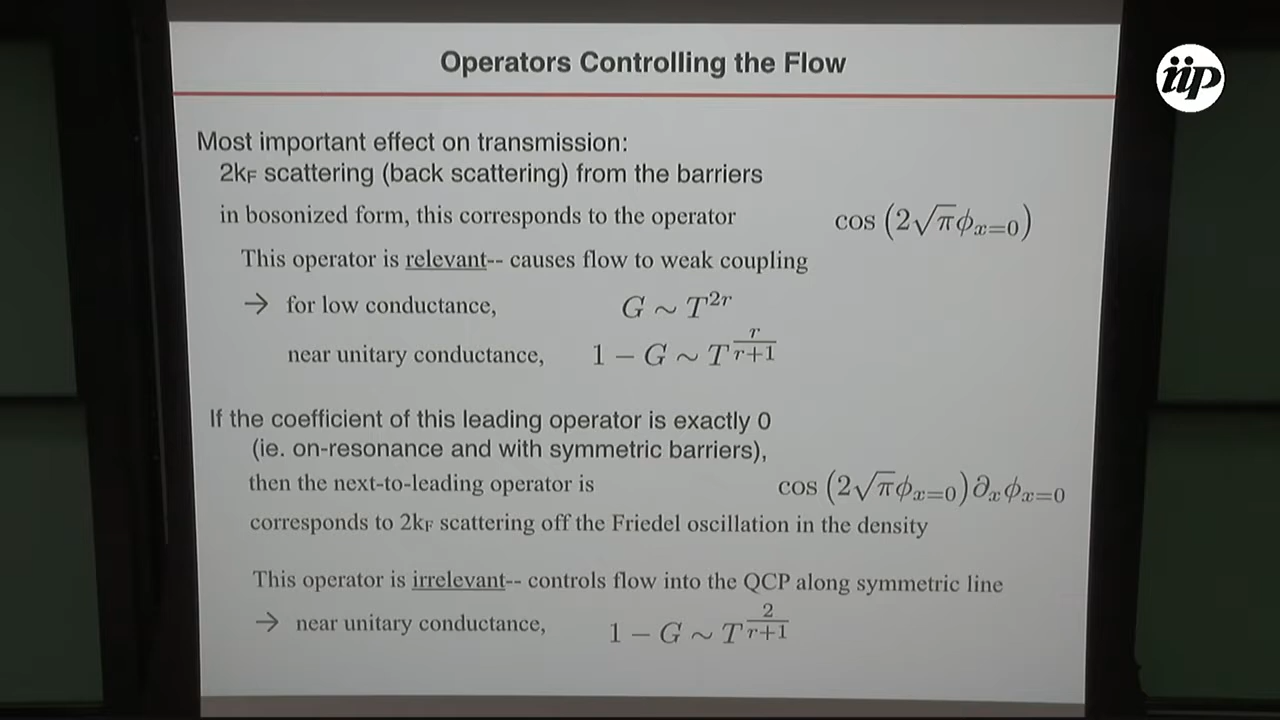 Operators Controlling the Flow
iip
Most important effect on transmission:
2kF scattering (back scattering) from the barriers
in bosonized form, this corresponds to the operator cos (2√π ϕₓ₌₀)
This operator is relevant-- causes flow to weak coupling
→ for low conductance, G ∼ T^{2r}
near unitary conductance, 1 − G ∼ T^{r/(r+1)}
If the coefficient of this leading operator is exactly 0
(ie. on-resonance and with symmetric barriers),
then the next-to-leading operator is cos (2√π ϕₓ₌₀)∂ₓϕₓ₌₀
corresponds to 2kF scattering off the Friedel oscillation in the density
This operator is irrelevant-- controls flow into the QCP along symmetric line
→ near unitary conductance, 1 − G ∼ T^{2/(r+1)}